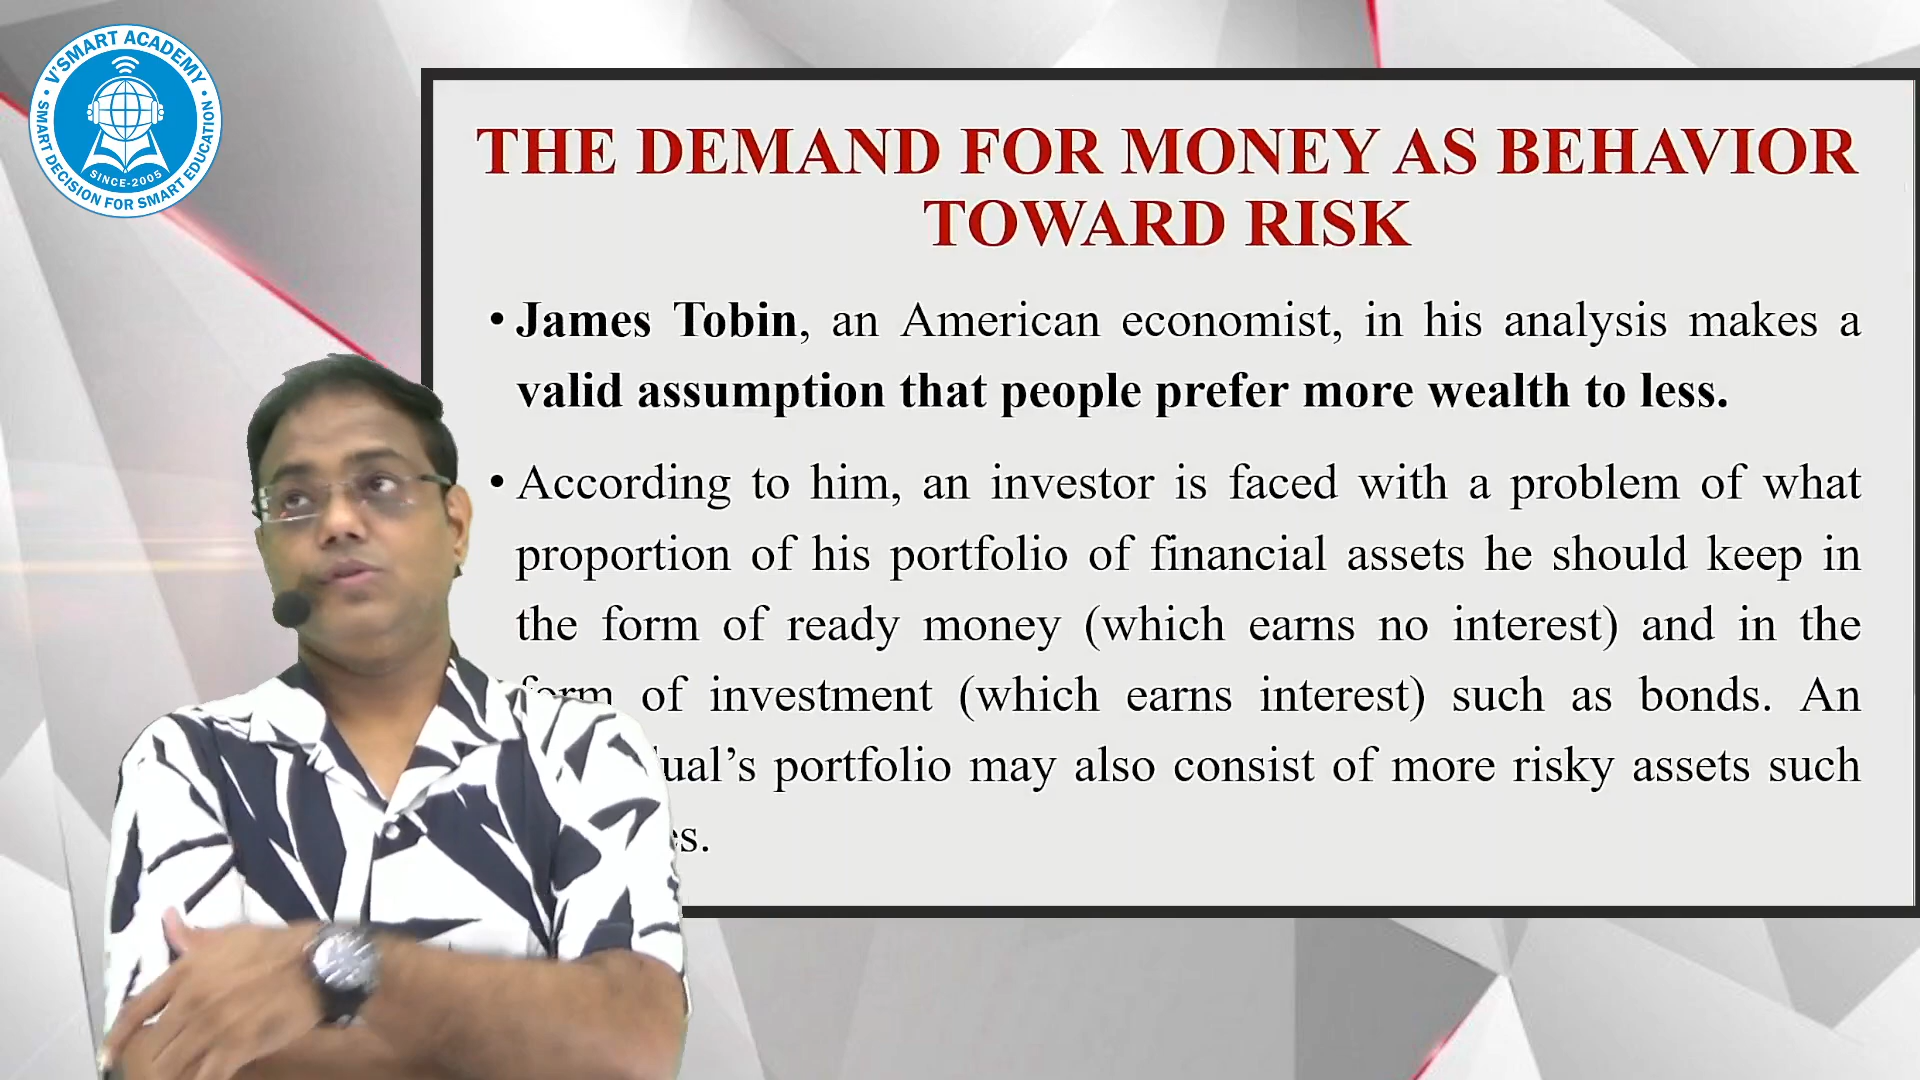 V'SMART ACADEMY
SMART DECISION FOR SMART EDUCATION
SINCE-2005
THE DEMAND FOR MONEY AS BEHAVIOR
TOWARD RISK
• James Tobin, an American economist, in his analysis makes a
valid assumption that people prefer more wealth to less.
• According to him, an investor is faced with a problem of what
proportion of his portfolio of financial assets he should keep in
the form of ready money (which earns no interest) and in the
form of investment (which earns interest) such as bonds. An
portfolio may also consist of more risky assets such